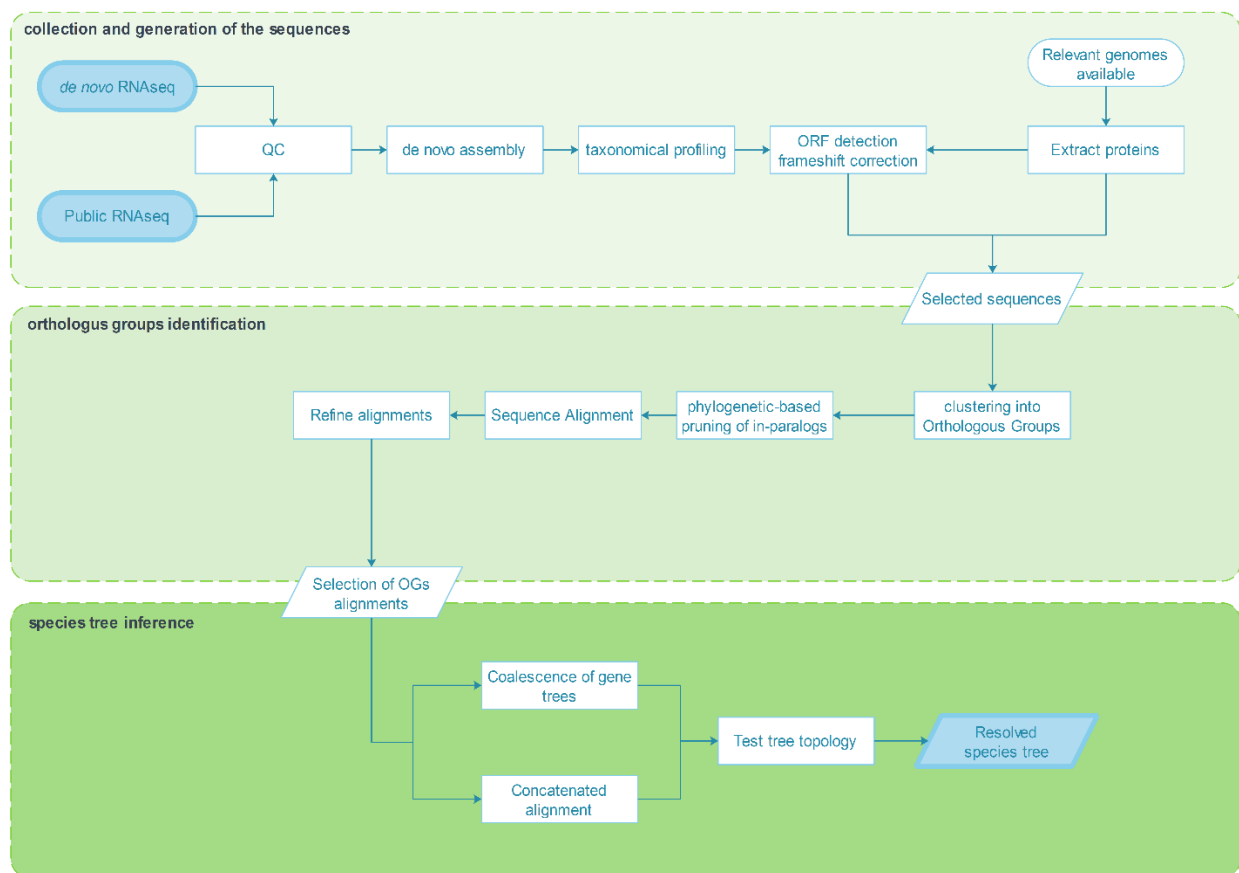 collection and generation of the sequences
de novo RNAseq
Relevant genomes
available
QC
de novo assembly
taxonomical profiling
ORF detection
frameshift correction
Extract proteins
Public RNAseq
Selected sequences
orthologus groups identification
Refine alignments
Sequence Alignment
phylogenetic-based
pruning of in-paralogs
clustering into
Orthologous Groups
Selection of OGs
alignments
species tree inference
Coalescence of gene
trees
Test tree topology
Resolved
species tree
Concatenated
alignment